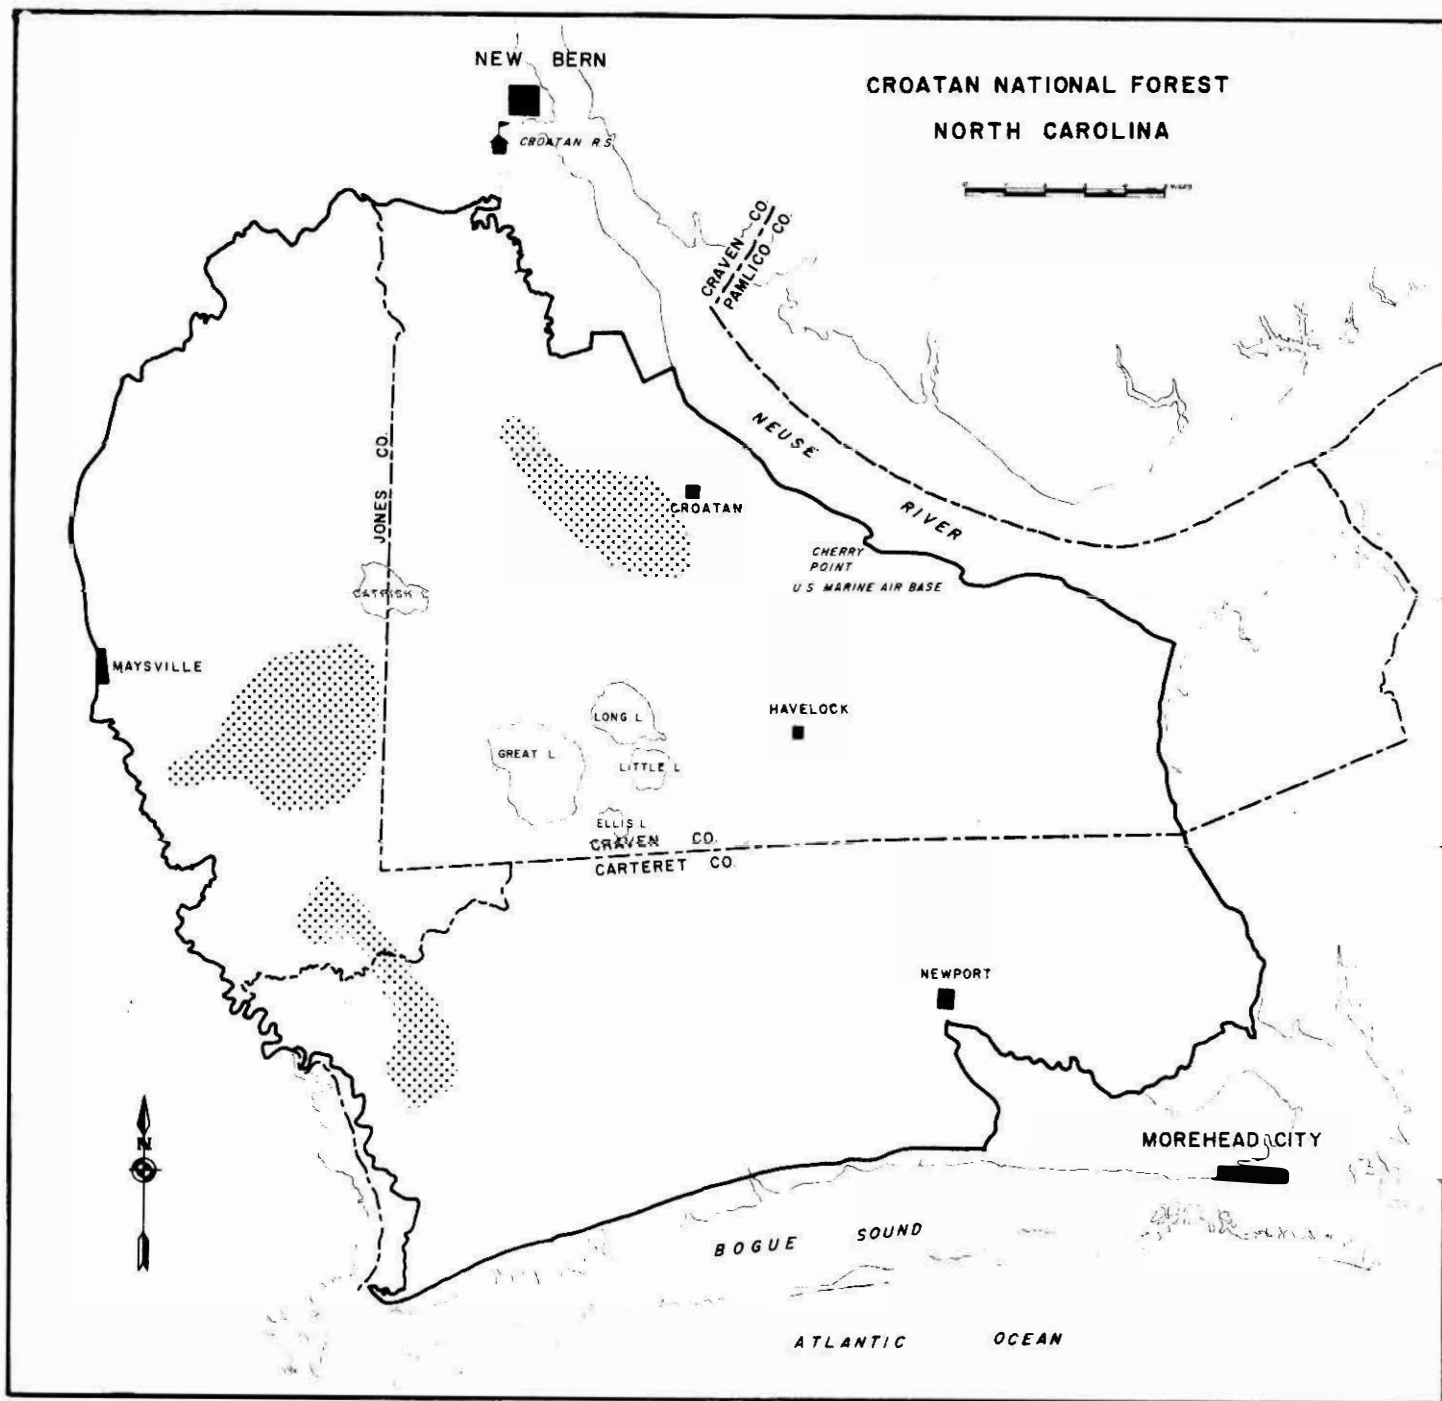 NEW BERN
CROATAN NATIONAL FOREST
NORTH CAROLINA
CROATAN R.S.
MILES
CRAVEN CO.
PAMLICO CO.
NEUSE
RIVER
JONES CO.
CROATAN
CHERRY
POINT
U.S. MARINE AIR BASE
CATFISH L
MAYSVILLE
HAVELOCK
LONG L
GREAT L
LITTLE L
ELLIS L
CRAVEN CO.
CARTERET CO.
NEWPORT
N
MOREHEAD CITY
BOGUE SOUND
ATLANTIC OCEAN